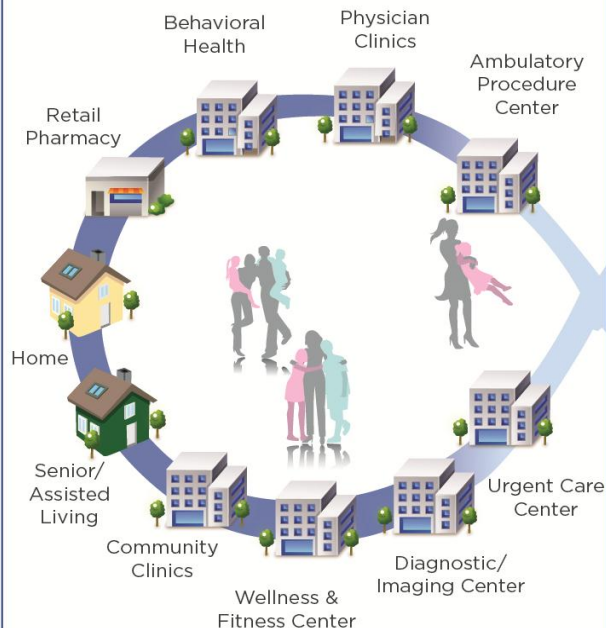 Behavioral
Health
Physician
Clinics
Ambulatory
Procedure
Center
Retail
Pharmacy
Home
Senior/
Assisted
Living
Community
Clinics
Wellness &
Fitness Center
Diagnostic/
Imaging Center
Urgent Care
Center